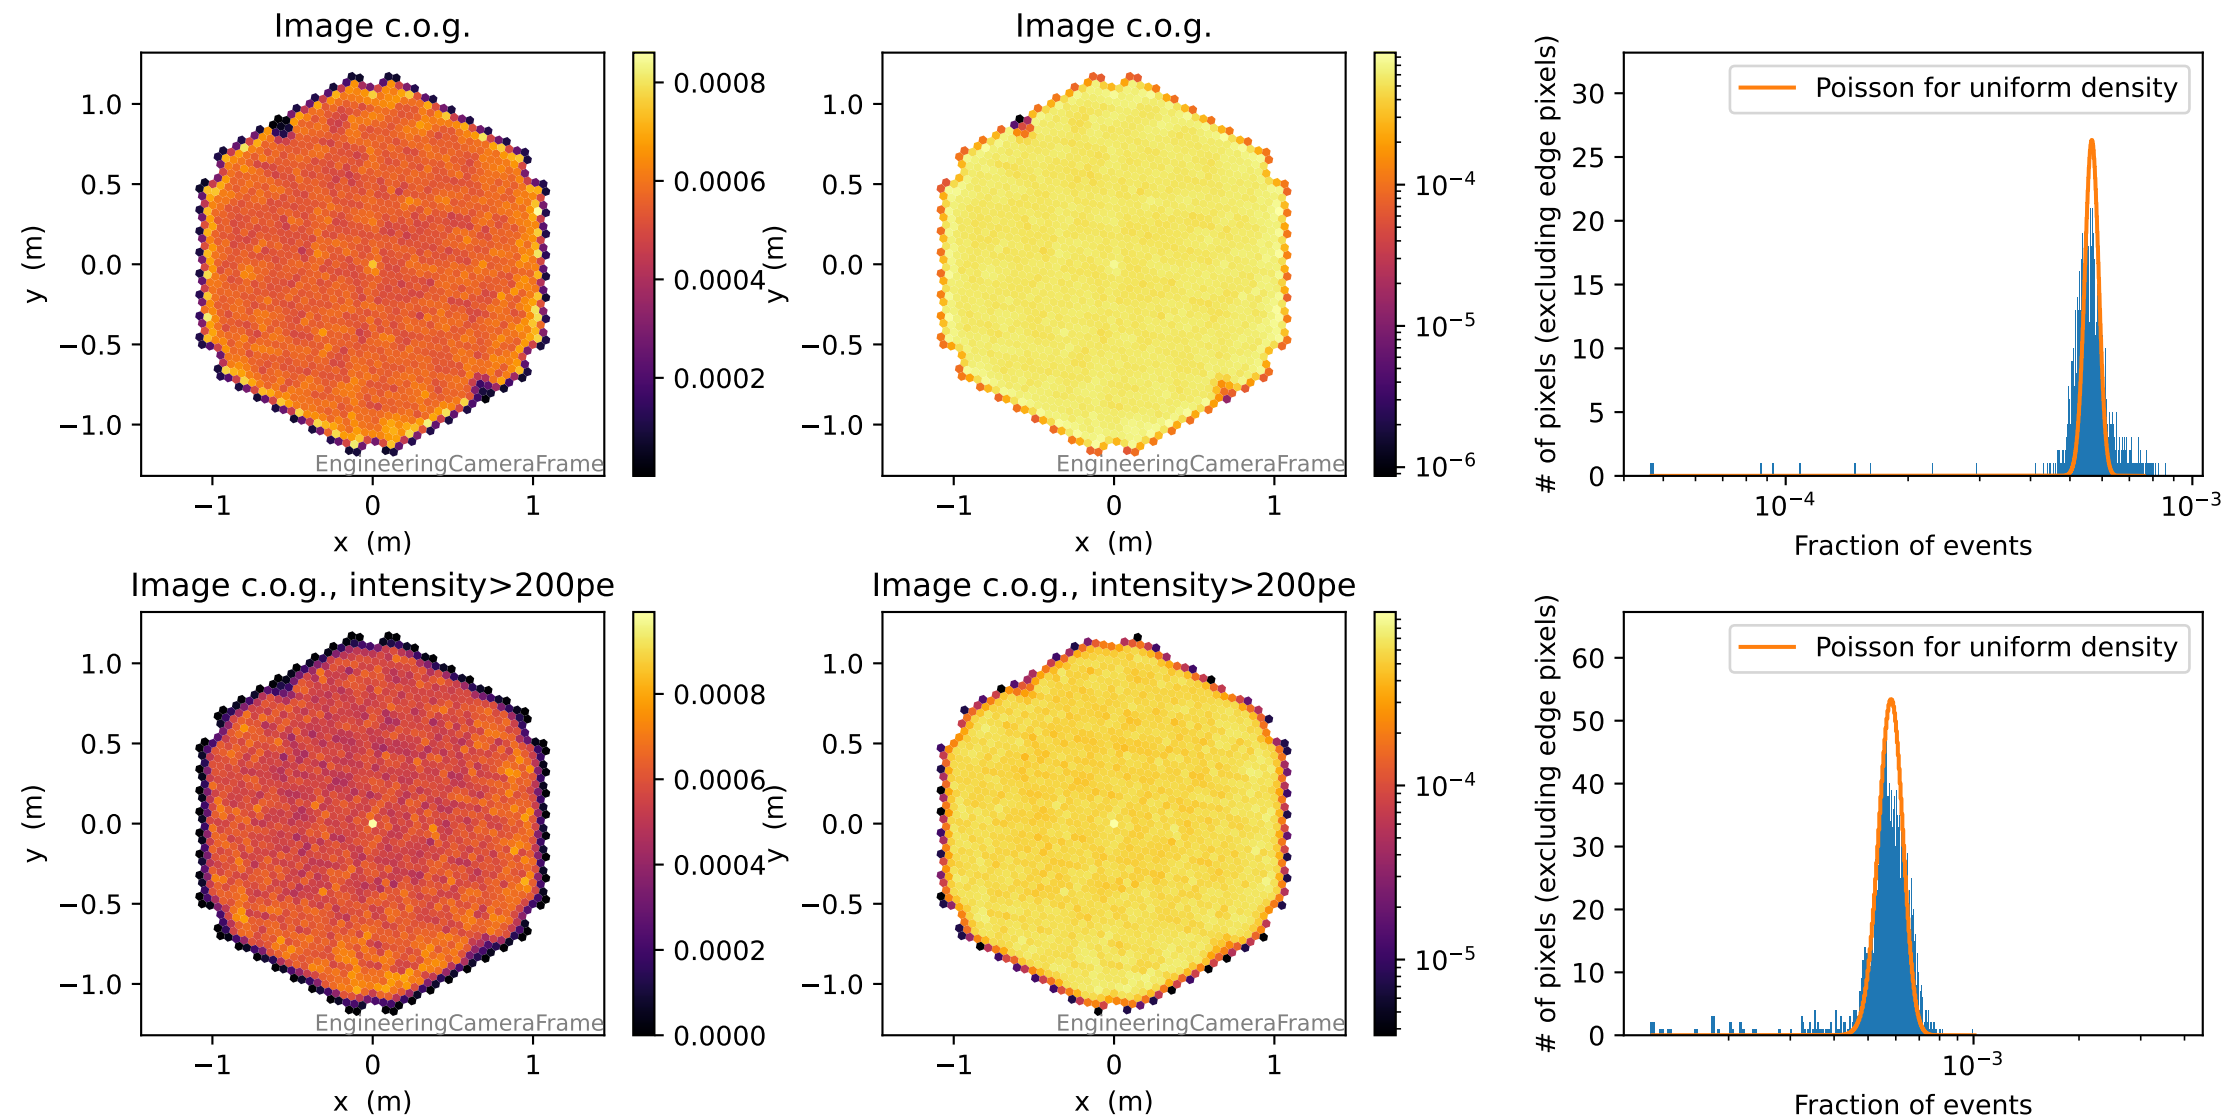 Image c.o.g.
1.0
0.5
0.0
−0.5
−1.0
y (m)
−1
0
1
x (m)
EngineeringCameraFrame
0.0008
0.0006
0.0004
0.0002
Image c.o.g.
1.0
0.5
0.0
−0.5
−1.0
y (m)
−1
0
1
x (m)
EngineeringCameraFrame
10⁻⁴
10⁻⁵
10⁻⁶
Poisson for uniform density
30
25
20
15
10
5
0
# of pixels (excluding edge pixels)
10⁻⁴
10⁻³
Fraction of events
Image c.o.g., intensity>200pe
1.0
0.5
0.0
−0.5
−1.0
y (m)
−1
0
1
x (m)
EngineeringCameraFrame
0.0008
0.0006
0.0004
0.0002
0.0000
Image c.o.g., intensity>200pe
1.0
0.5
0.0
−0.5
−1.0
y (m)
−1
0
1
x (m)
EngineeringCameraFrame
10⁻⁴
10⁻⁵
Poisson for uniform density
60
50
40
30
20
10
0
# of pixels (excluding edge pixels)
10⁻³
Fraction of events